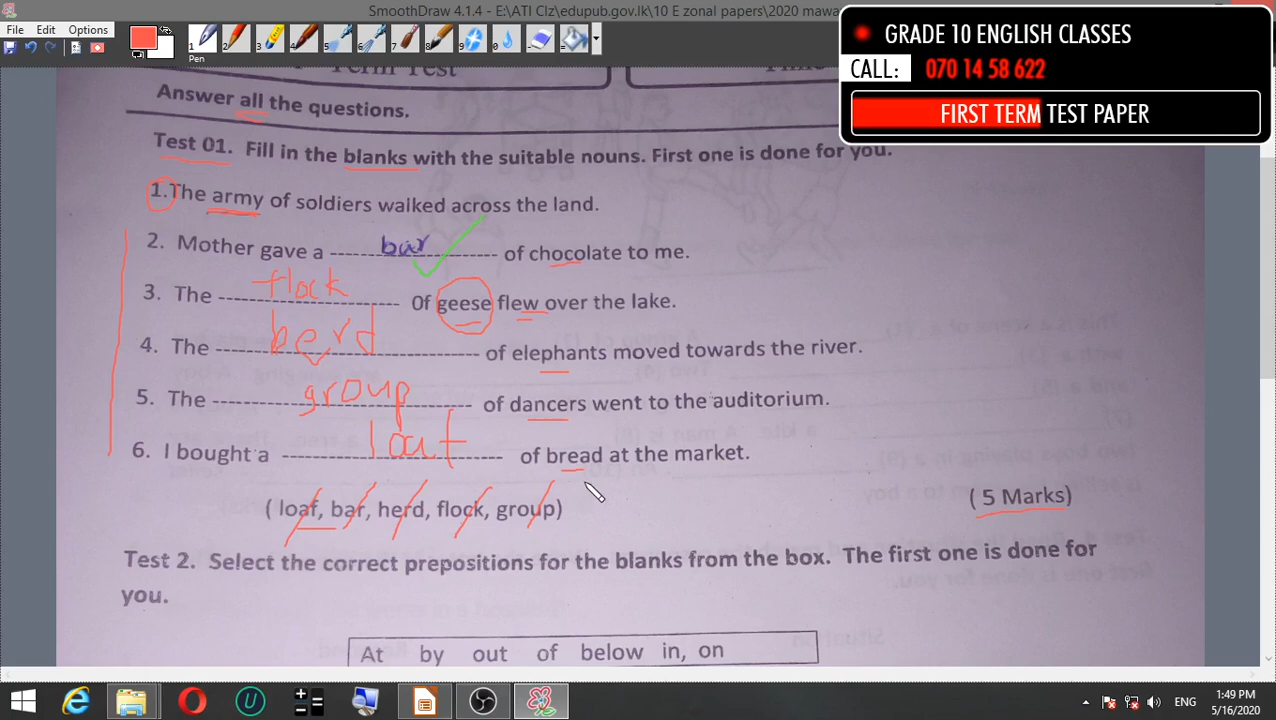 SmoothDraw 4.1.4 - E:\ATI Clz\edupub.gov.lk\10 E zonal papers\2020 mawa
File Edit Options
1
Pen
GRADE 10 ENGLISH CLASSES
CALL: 070 14 58 622
FIRST TERM TEST PAPER
Term Test
Answer all the questions.
Test 01. Fill in the blanks with the suitable nouns. First one is done for you.
1.The army of soldiers walked across the land.
2. Mother gave a bar of chocolate to me.
3. The flock Of geese flew over the lake.
4. The herd of elephants moved towards the river.
5. The group of dancers went to the auditorium.
6. I bought a loaf of bread at the market.
( loaf, bar, herd, flock, group)
( 5 Marks)
Test 2. Select the correct prepositions for the blanks from the box. The first one is done for
you.
At by out of below in, on
ENG
1:49 PM
5/16/2020